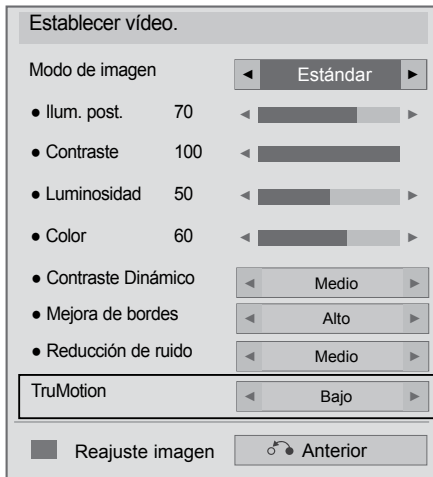 Establecer vídeo.
Modo de imagen ◄ Estándar ►
● Ilum. post. 70 ◄ ►
● Contraste 100 ◄
● Luminosidad 50 ◄ ►
● Color 60 ◄ ►
● Contraste Dinámico ◄ Medio ►
● Mejora de bordes ◄ Alto ►
● Reducción de ruido ◄ Medio ►
TruMotion ◄ Bajo ►
Reajuste imagen Anterior